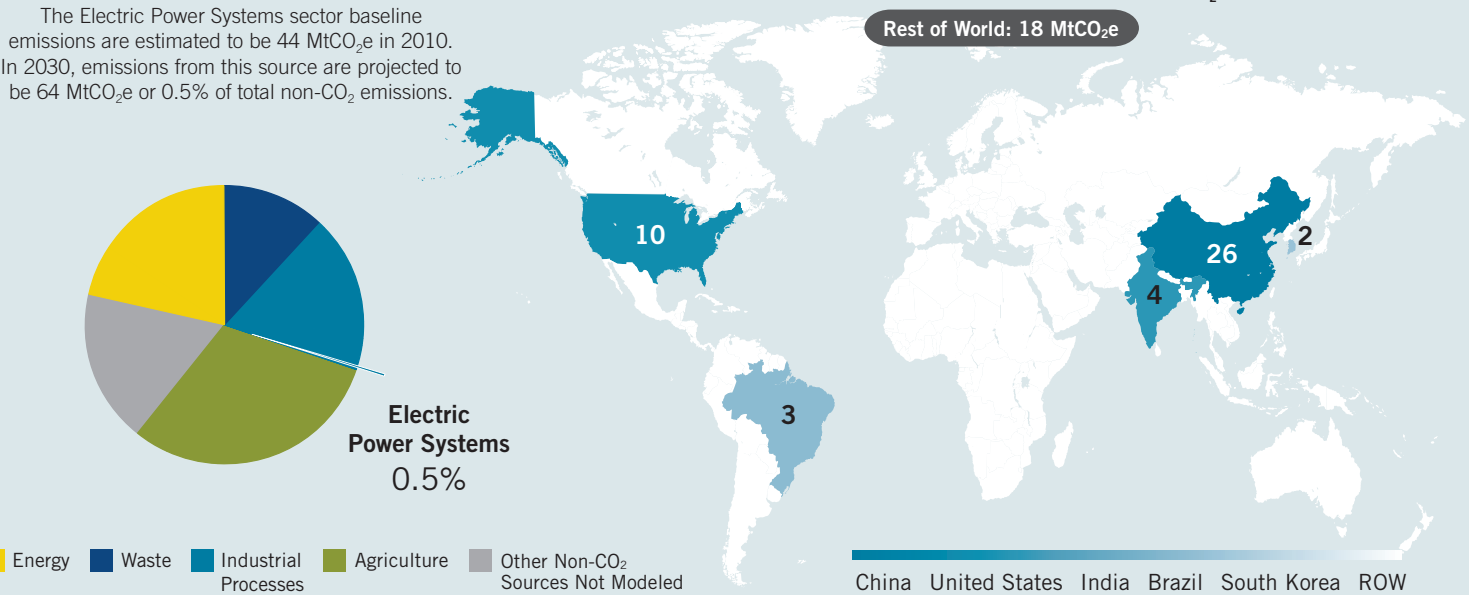 The Electric Power Systems sector baseline
emissions are estimated to be 44 MtCO₂e in 2010.
In 2030, emissions from this source are projected to
be 64 MtCO₂e or 0.5% of total non-CO₂ emissions.
Rest of World: 18 MtCO₂e
10
26
2
4
3
Electric
Power Systems
0.5%
Energy
Waste
Industrial
Processes
Agriculture
Other Non-CO₂
Sources Not Modeled
China United States India Brazil South Korea ROW